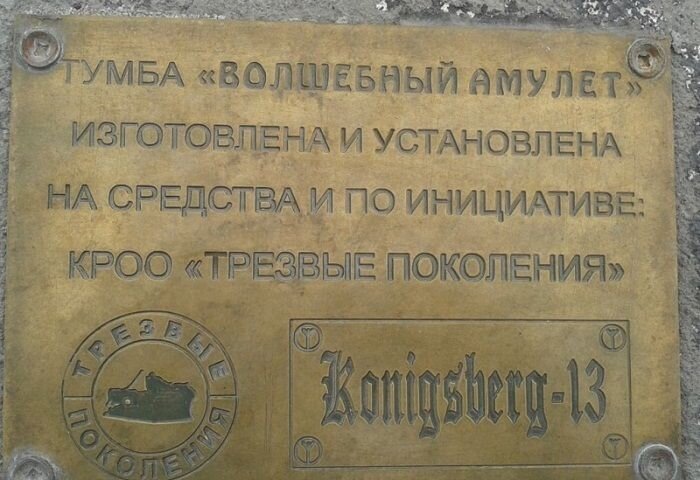 ТУМБА «ВОЛШЕБНЫЙ АМУЛЕТ»
ИЗГОТОВЛЕНА И УСТАНОВЛЕНА
НА СРЕДСТВА И ПО ИНИЦИАТИВЕ:
КРОО «ТРЕЗВЫЕ ПОКОЛЕНИЯ»
ТРЕЗВЫЕ
ПОКОЛЕНИЯ
Konigsberg-13